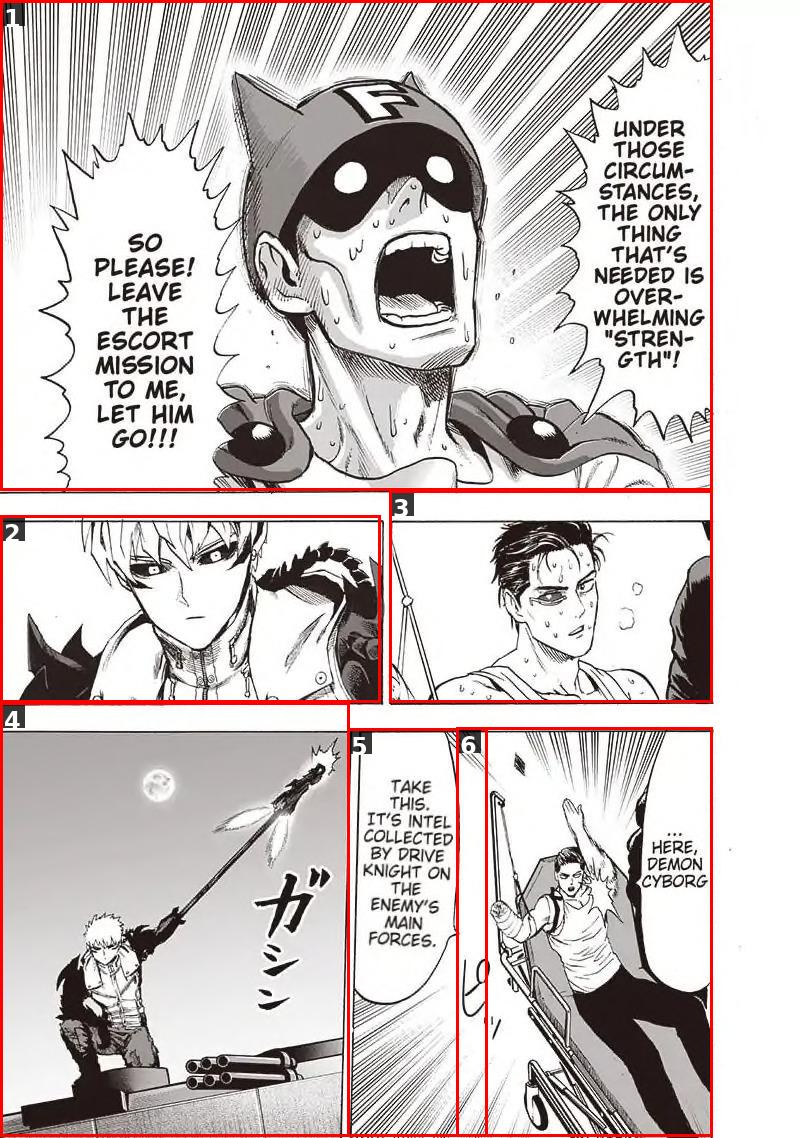 1
F
UNDER
THOSE
CIRCUM-
STANCES,
THE ONLY
THING
THAT'S
NEEDED IS
OVER-
WHELMING
"STREN-
GTH"!
SO
PLEASE!
LEAVE
THE
ESCORT
MISSION
TO ME,
LET HIM
GO!!!
3
2
6
...
HERE,
DEMON
CYBORG
ピッ
5
TAKE
THIS.
IT'S INTEL
COLLECTED
BY DRIVE
KNIGHT ON
THE
ENEMY'S
MAIN
FORCES.
4
ガシン